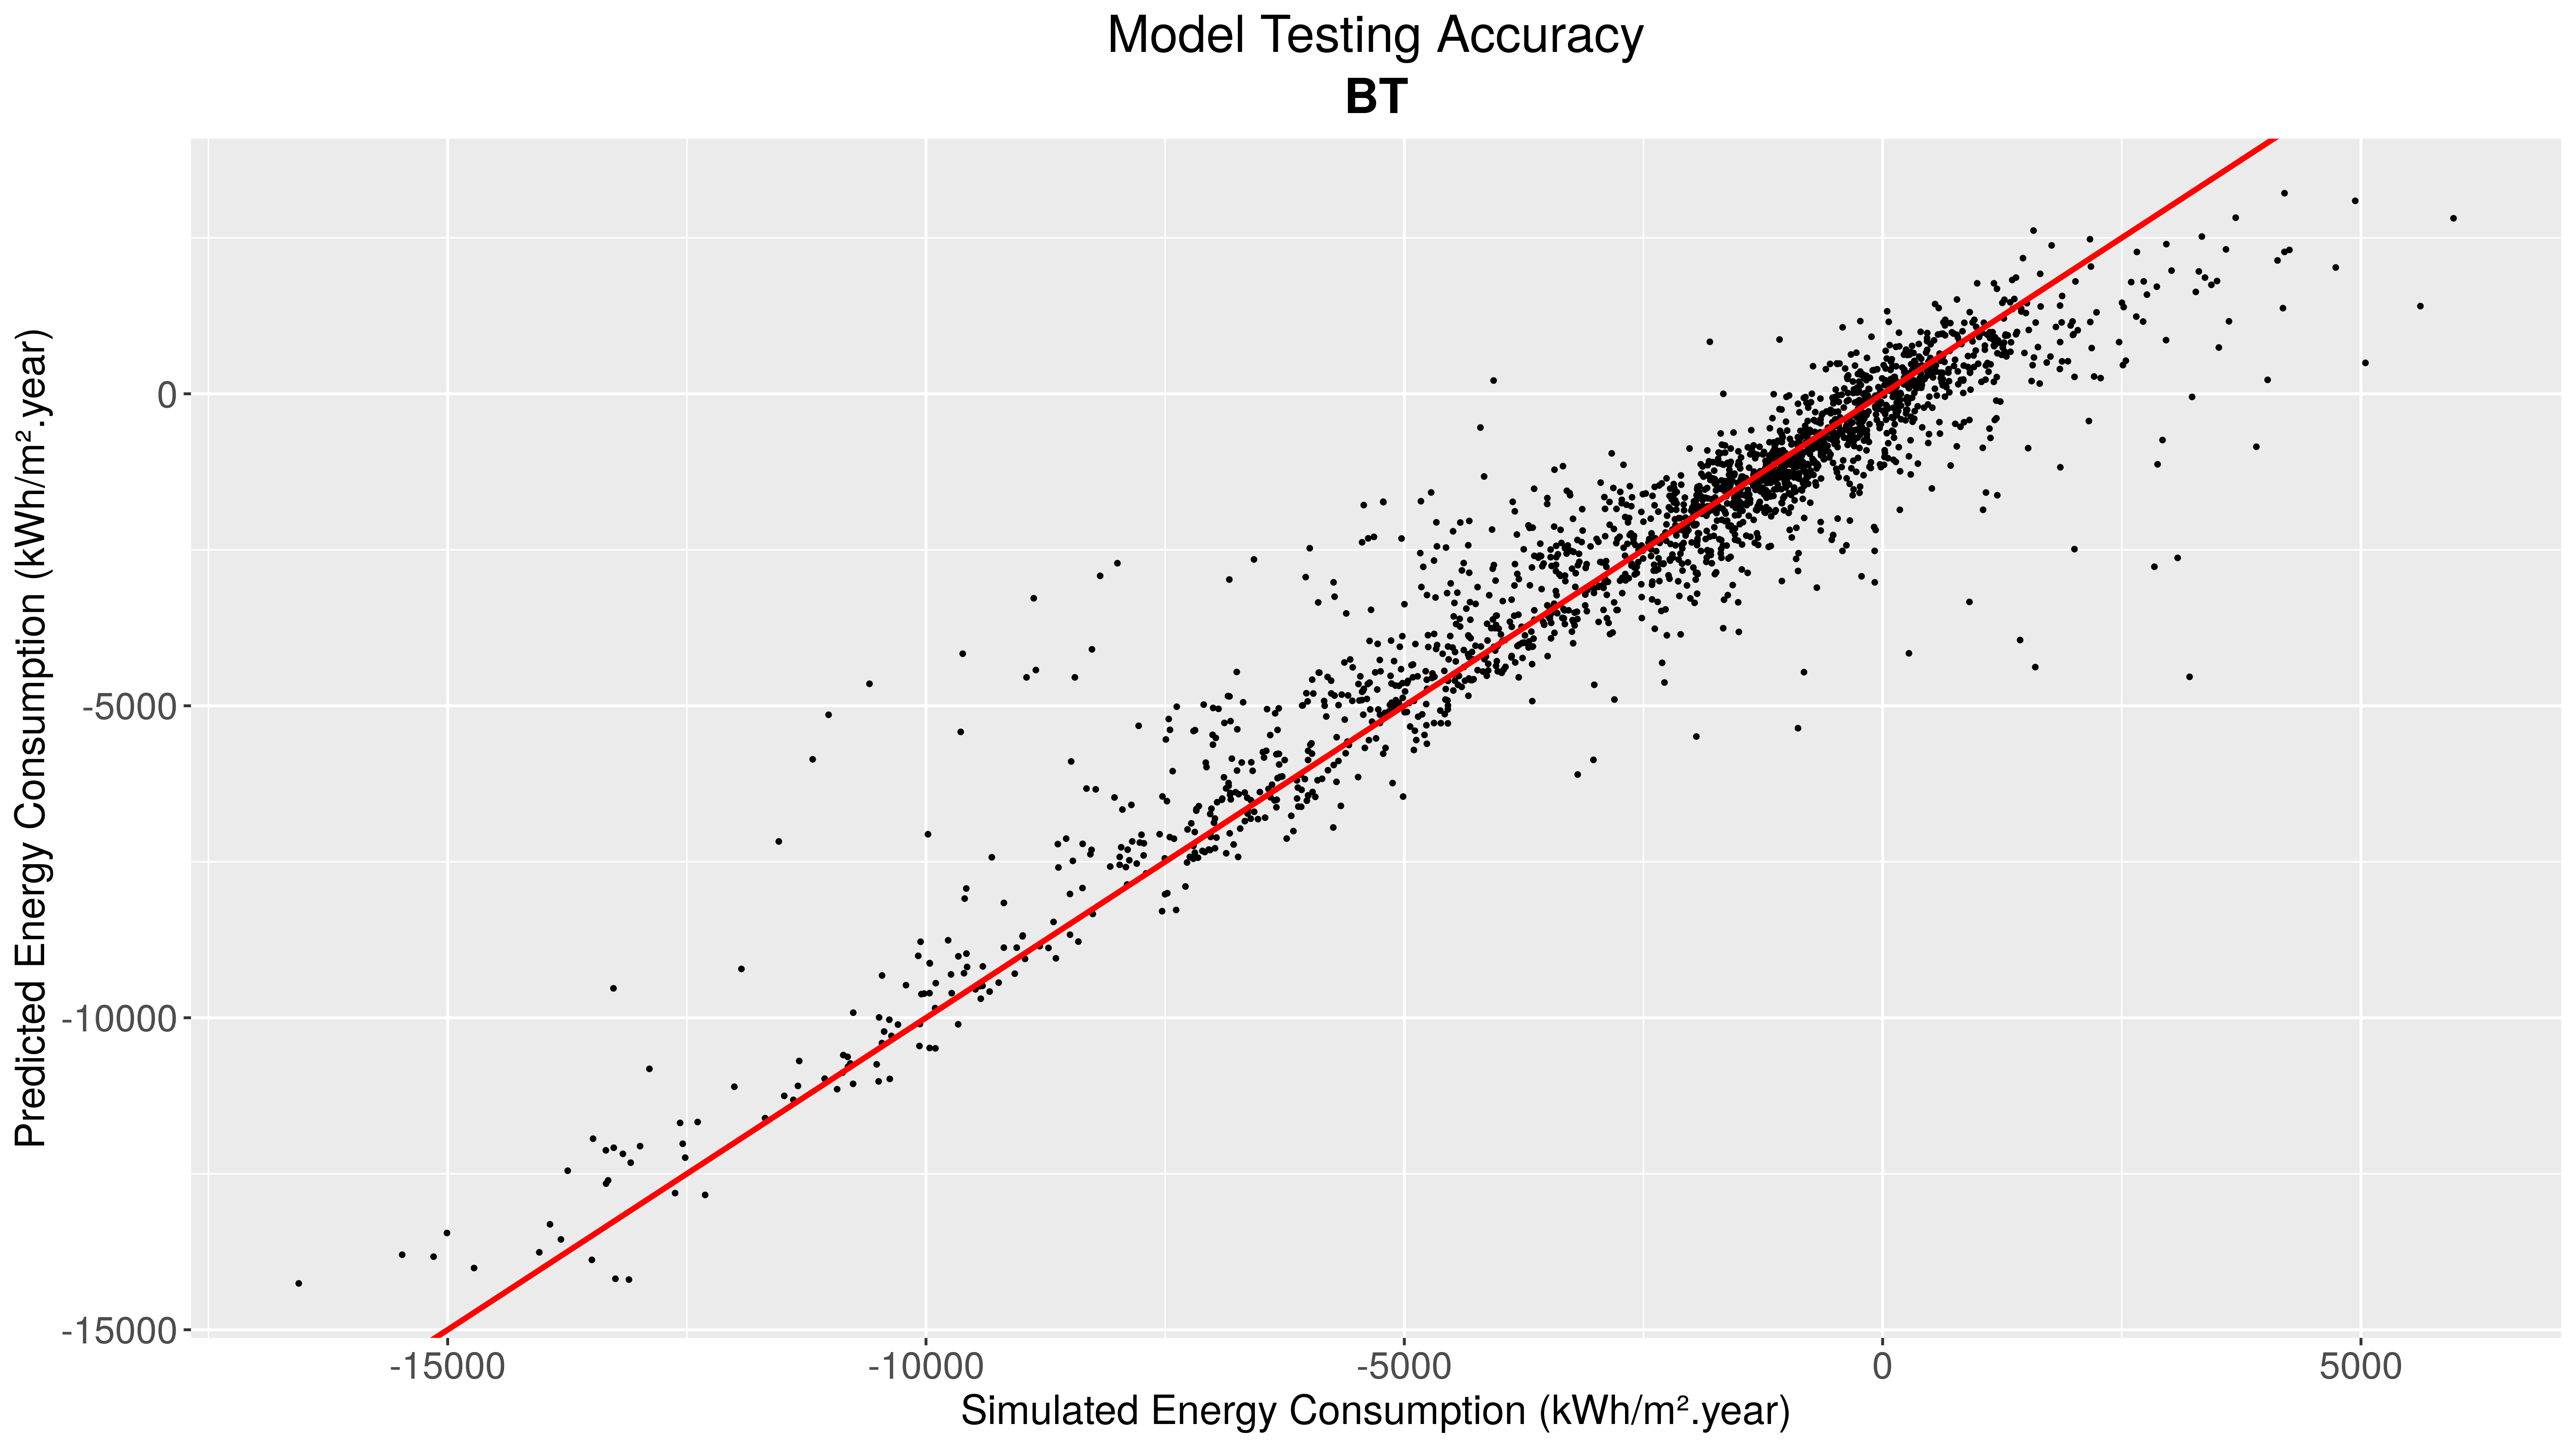 Model Testing Accuracy
BT
Predicted Energy Consumption (kWh/m².year)
0
-5000
-10000
-15000
-15000 -10000 -5000 0 5000
Simulated Energy Consumption (kWh/m².year)